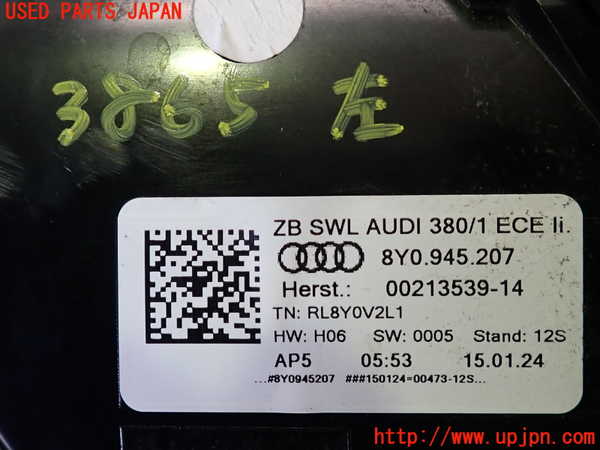 USED PARTS JAPAN
3865 左
ZB SWL AUDI 380/1 ECE li.
8Y0.945.207
Herst.: 00213539-14
TN: RL8Y0V2L1
HW: H06 SW: 0005 Stand: 12S
AP5 05:53 15.01.24
...#8Y0945207 ###150124=00473-12S...
http://www.upjpn.com/